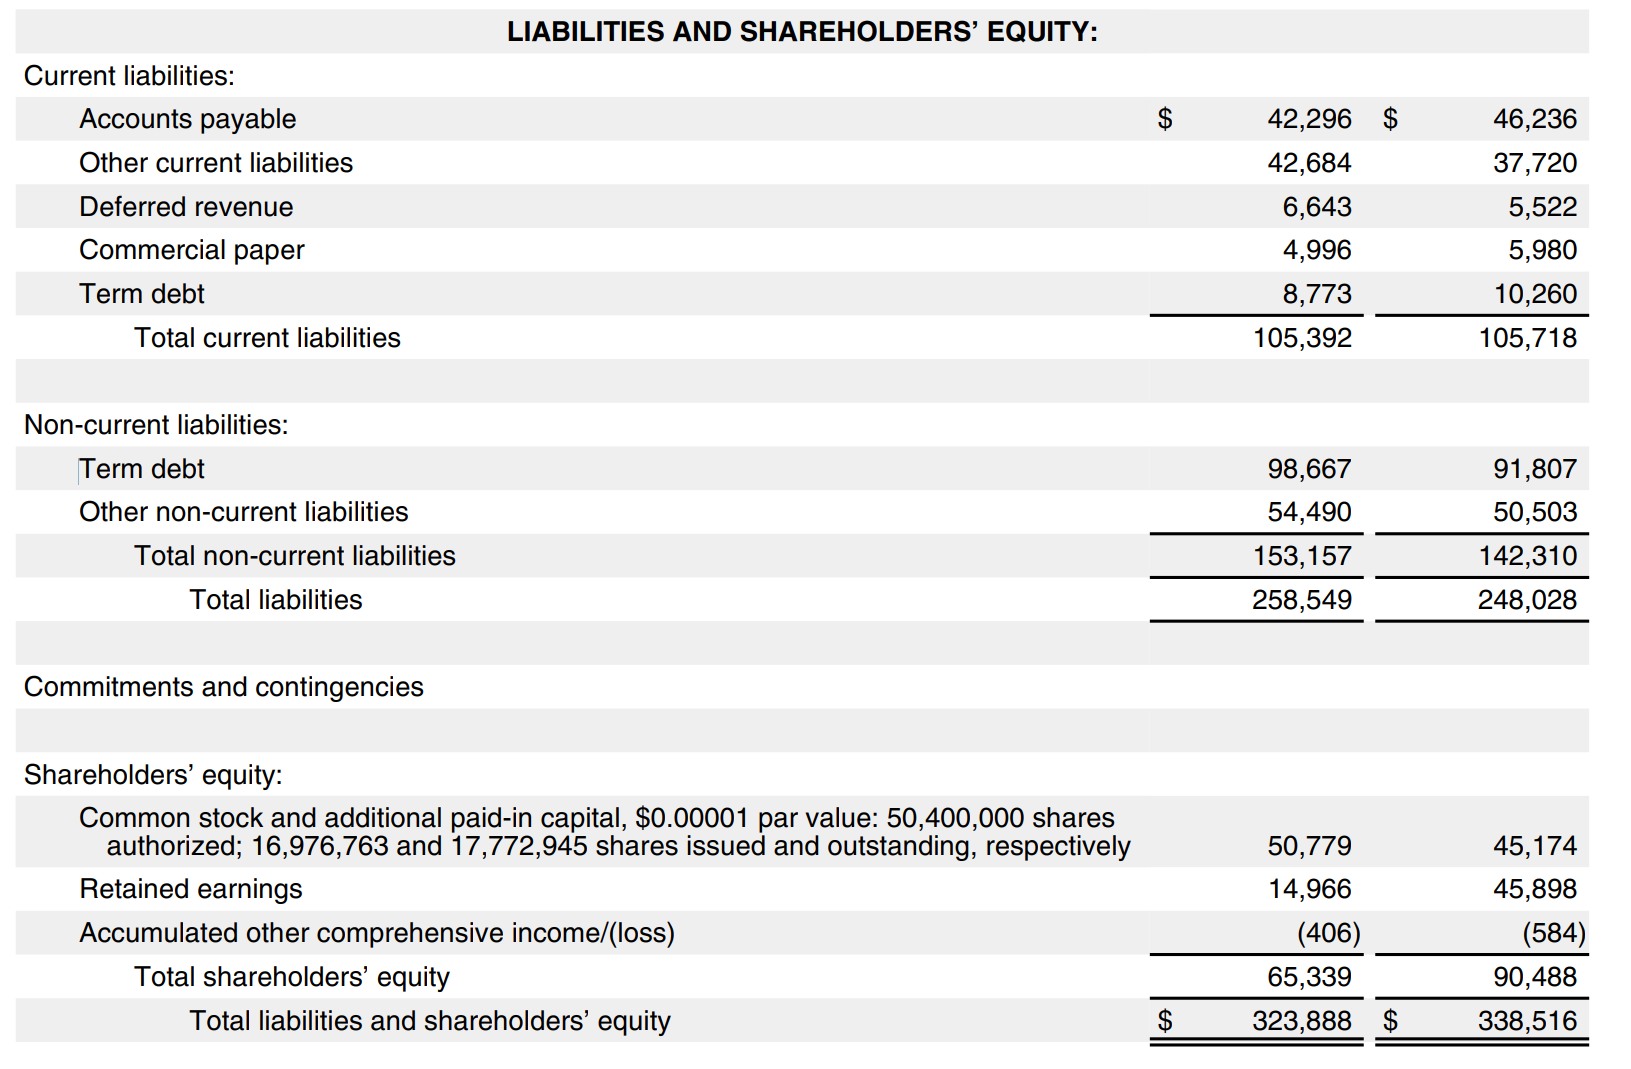 LIABILITIES AND SHAREHOLDERS’ EQUITY:
Current liabilities:
Accounts payable $ 42,296 $ 46,236
Other current liabilities 42,684 37,720
Deferred revenue 6,643 5,522
Commercial paper 4,996 5,980
Term debt 8,773 10,260
Total current liabilities 105,392 105,718
Non-current liabilities:
Term debt 98,667 91,807
Other non-current liabilities 54,490 50,503
Total non-current liabilities 153,157 142,310
Total liabilities 258,549 248,028
Commitments and contingencies
Shareholders’ equity:
Common stock and additional paid-in capital, $0.00001 par value: 50,400,000 shares
authorized; 16,976,763 and 17,772,945 shares issued and outstanding, respectively 50,779 45,174
Retained earnings 14,966 45,898
Accumulated other comprehensive income/(loss) (406) (584)
Total shareholders’ equity 65,339 90,488
Total liabilities and shareholders’ equity $ 323,888 $ 338,516